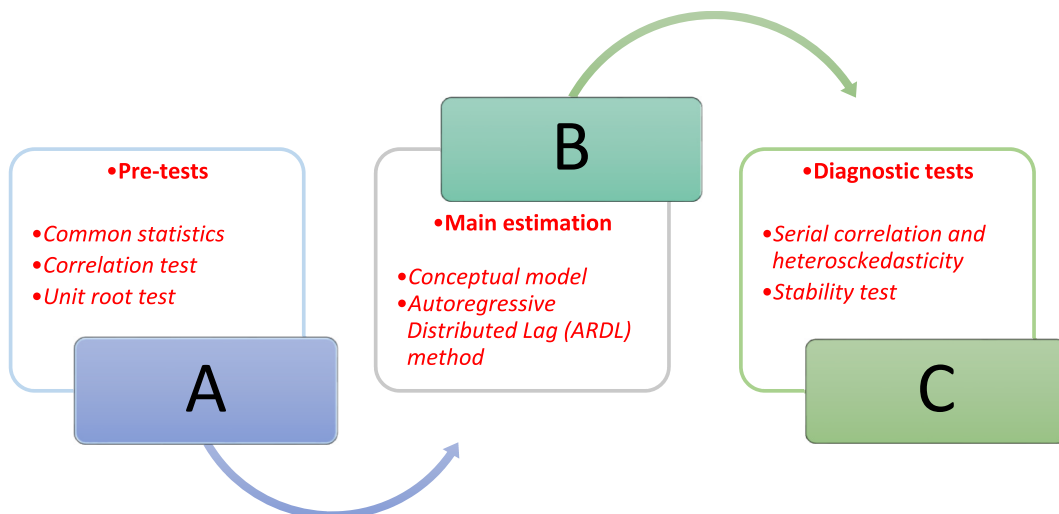 •Pre-tests
•Common statistics
•Correlation test
•Unit root test
A
B
•Main estimation
•Conceptual model
•Autoregressive
Distributed Lag (ARDL)
method
•Diagnostic tests
•Serial correlation and
heterosckedasticity
•Stability test
C